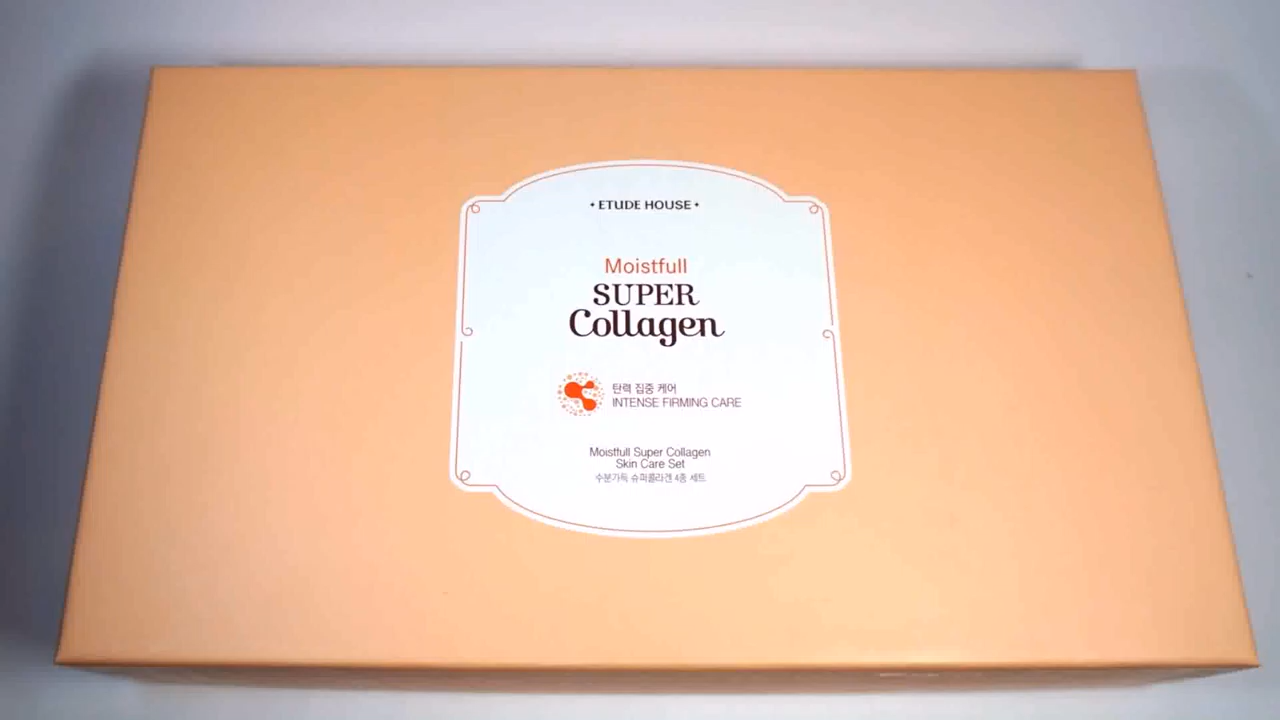 ETUDE HOUSE
Moistfull
SUPER
Collagen
탄력 집중 케어
INTENSE FIRMING CARE
Moistfull Super Collagen
Skin Care Set
수분가득 슈퍼콜라겐 4종 세트